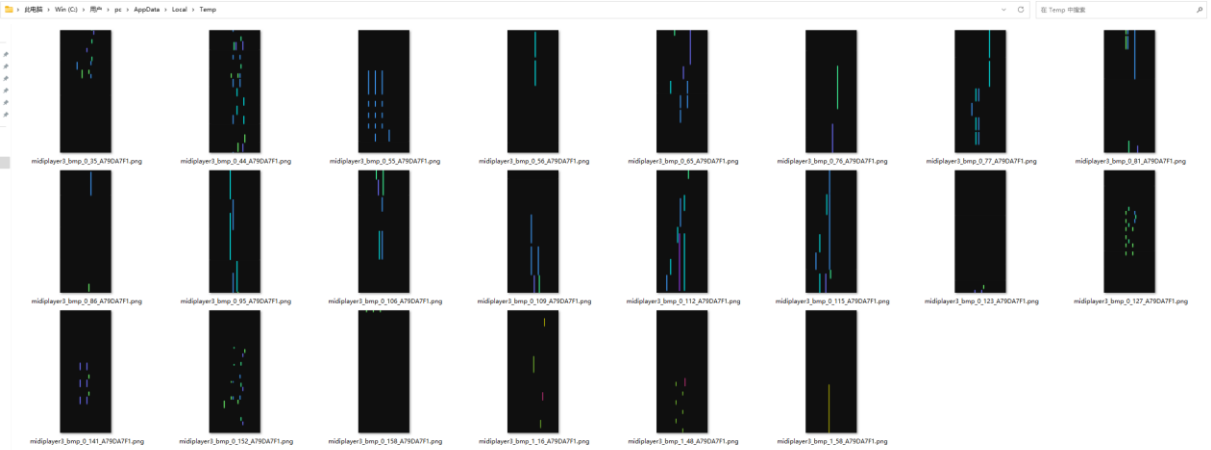 此电脑 › Win (C:) › 用户 › pc › AppData › Local › Temp
在 Temp 中搜索
midiplayer3_bmp_0_35_A79DA7F1.png midiplayer3_bmp_0_44_A79DA7F1.png midiplayer3_bmp_0_55_A79DA7F1.png midiplayer3_bmp_0_56_A79DA7F1.png midiplayer3_bmp_0_65_A79DA7F1.png midiplayer3_bmp_0_76_A79DA7F1.png midiplayer3_bmp_0_77_A79DA7F1.png midiplayer3_bmp_0_81_A79DA7F1.png
midiplayer3_bmp_0_86_A79DA7F1.png midiplayer3_bmp_0_95_A79DA7F1.png midiplayer3_bmp_0_106_A79DA7F1.png midiplayer3_bmp_0_109_A79DA7F1.png midiplayer3_bmp_0_112_A79DA7F1.png midiplayer3_bmp_0_115_A79DA7F1.png midiplayer3_bmp_0_123_A79DA7F1.png midiplayer3_bmp_0_127_A79DA7F1.png
midiplayer3_bmp_0_141_A79DA7F1.png midiplayer3_bmp_0_152_A79DA7F1.png midiplayer3_bmp_0_158_A79DA7F1.png midiplayer3_bmp_1_16_A79DA7F1.png midiplayer3_bmp_1_48_A79DA7F1.png midiplayer3_bmp_1_58_A79DA7F1.png